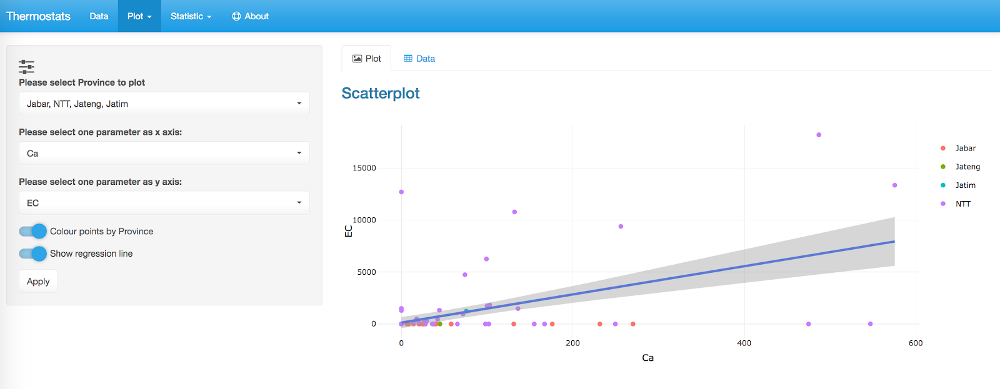 Thermostats Data Plot Statistic About
Please select Province to plot
Jabar, NTT, Jateng, Jatim
Please select one parameter as x axis:
Ca
Please select one parameter as y axis:
EC
Colour points by Province
Show regression line
Apply
Plot Data
Scatterplot
15000
10000
5000
0
EC
0 200 400 600
Ca
Jabar
Jateng
Jatim
NTT